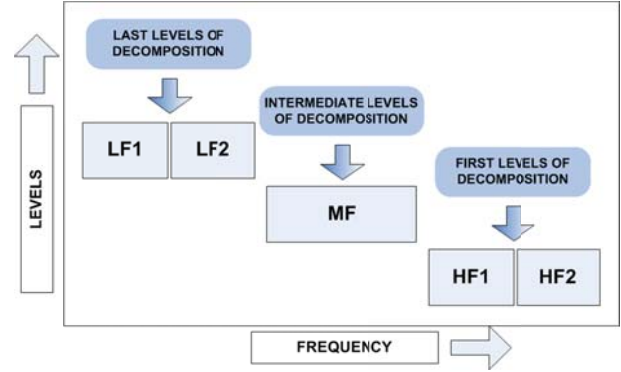 LAST LEVELS OF
DECOMPOSITION
INTERMEDIATE LEVELS
OF DECOMPOSITION
LF1
LF2
FIRST LEVELS OF
DECOMPOSITION
MF
LEVELS
HF1
HF2
FREQUENCY